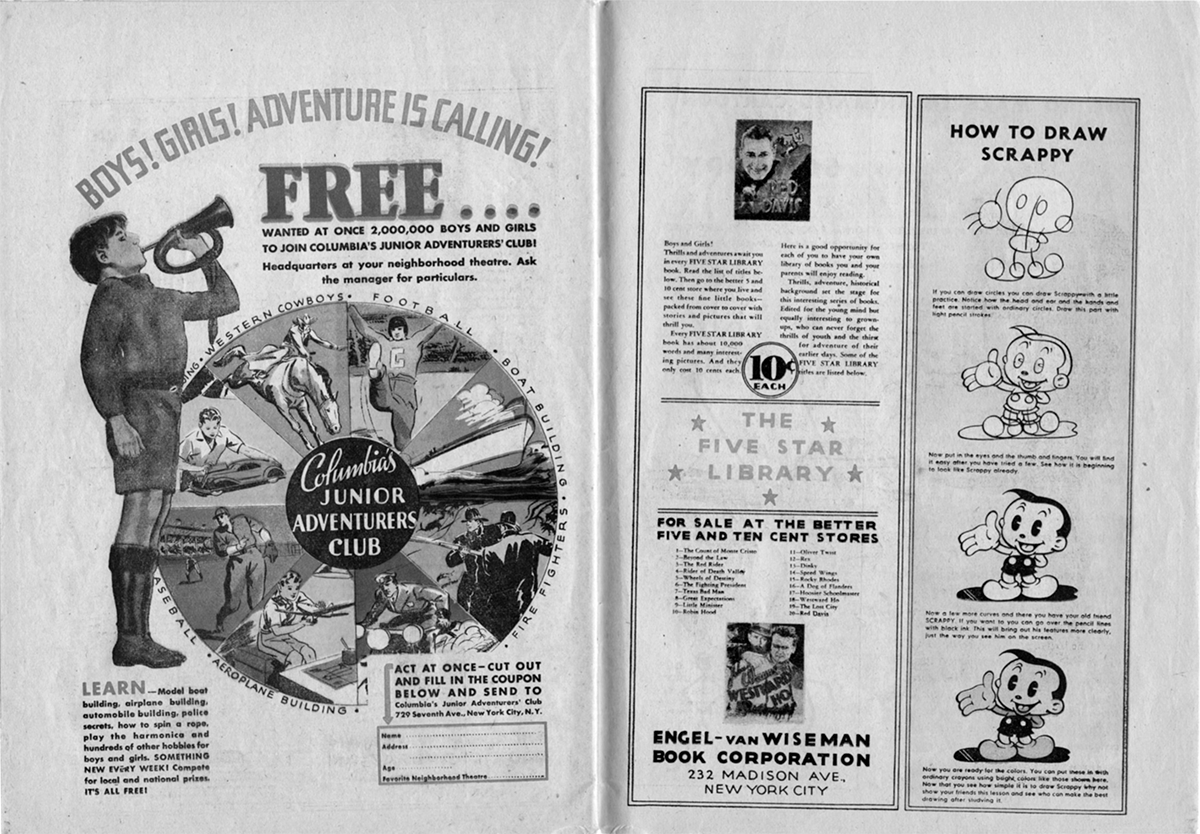 BOYS! GIRLS! ADVENTURE IS CALLING!
FREE....
WANTED AT ONCE 2,000,000 BOYS AND GIRLS
TO JOIN COLUMBIA'S JUNIOR ADVENTURERS' CLUB!
Headquarters at your neighborhood theatre. Ask
the manager for particulars.
WESTERN COWBOYS • FOOTBALL • BOAT BUILDING • FIRE FIGHTERS •
BASEBALL • AEROPLANE BUILDING •
G
Columbia's
JUNIOR
ADVENTURERS
CLUB
LEARN—Model boat
building, airplane building,
automobile building, police
secrets, how to spin a rope,
play the harmonica and
hundreds of other hobbies for
boys and girls. SOMETHING
NEW EVERY WEEK! Compete
for local and national prizes.
IT'S ALL FREE!
ACT AT ONCE—CUT OUT
AND FILL IN THE COUPON
BELOW AND SEND TO
Columbia's Junior Adventurers' Club
729 Seventh Ave., New York City, N.Y.
Name
Address
Age
Favorite Neighborhood Theatre
RED
DAVIS
Boys and Girls!
Thrills and adventures await you
in every FIVE STAR LIBRARY
book. Read the list of titles be-
low. Then go to the better 5 and
10 cent store where you live and
see these fine little books—
packed from cover to cover with
stories and pictures that will
thrill you.
Every FIVE STAR LIBRARY
book has about 10,000
words and many interest-
ing pictures. And they
only cost 10 cents each.
Here is a good opportunity for
each of you to have your own
library of books you and your
parents will enjoy reading.
Thrills, adventure, historical
background set the stage for
this interesting series of books.
Edited for the young mind but
equally interesting to grown-
ups, who can never forget the
thrills of youth and the thirst
for adventure of their
earlier days. Some of the
FIVE STAR LIBRARY
titles are listed below.
10¢
EACH
THE
FIVE STAR
LIBRARY
FOR SALE AT THE BETTER
FIVE AND TEN CENT STORES
1—The Count of Monte Cristo
2—Beyond the Law
3—The Red Rider
4—Rider of Death Valley
5—Wheels of Destiny
6—The Fighting President
7—Texas Bad Man
8—Great Expectations
9—Little Minister
10—Robin Hood
11—Oliver Twist
12—Rex
13—Dinky
14—Speed Wings
15—Rocky Rhodes
16—A Dog of Flanders
17—Hoosier Schoolmaster
18—Westward Ho
19—The Lost City
20—Red Davis
WESTWARD
HO
ENGEL-VAN WISEMAN
BOOK CORPORATION
232 MADISON AVE.,
NEW YORK CITY
HOW TO DRAW
SCRAPPY
If you can draw circles you can draw Scrappy—with a little
practice. Notice how the head and ear and the hands and
feet are started with ordinary circles. Draw this part with
light pencil strokes.
Now put in the eyes and the thumb and fingers. You will find
it easy after you have tried a few. See how it is beginning
to look like Scrappy already.
Now a few more curves and there you have your old friend
SCRAPPY. If you want to you can go over the pencil lines
with black ink. This will bring out his features more clearly,
just the way you see him on the screen.
Now you are ready for the colors. You can put these in with
ordinary crayons using bright colors like those shown here.
Now that you see how simple it is to draw Scrappy why not
show your friends this lesson and see who can make the best
drawing after studying it.